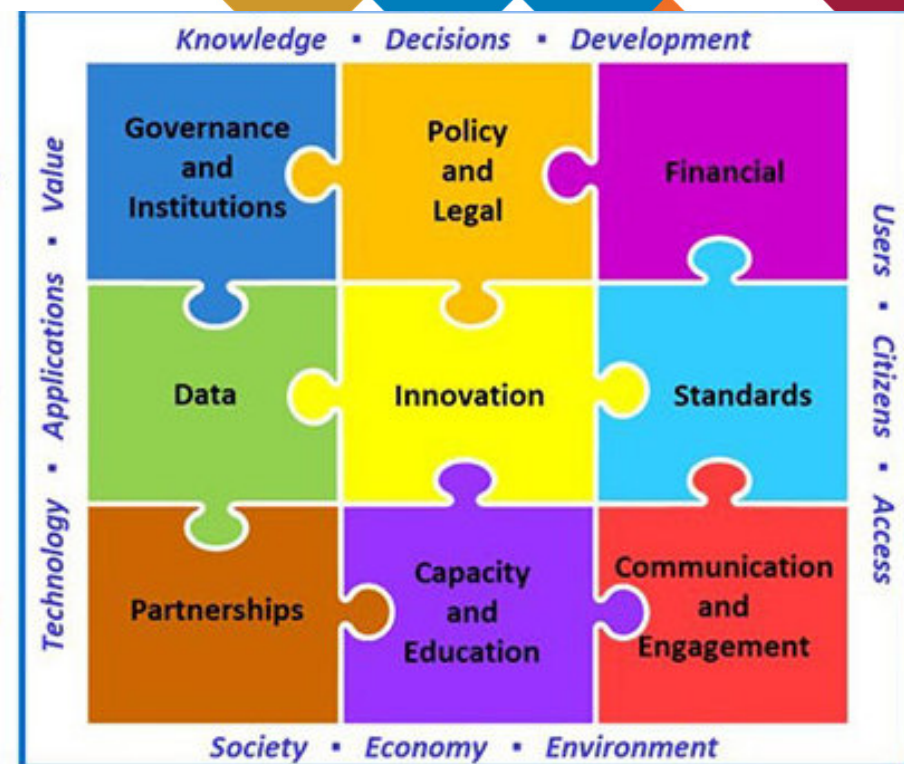 Knowledge ▪ Decisions ▪ Development
Technology ▪ Applications ▪ Value
Governance
and
Institutions
Policy
and
Legal
Financial
Data
Innovation
Standards
Partnerships
Capacity
and
Education
Communication
and
Engagement
Users ▪ Citizens ▪ Access
Society ▪ Economy ▪ Environment